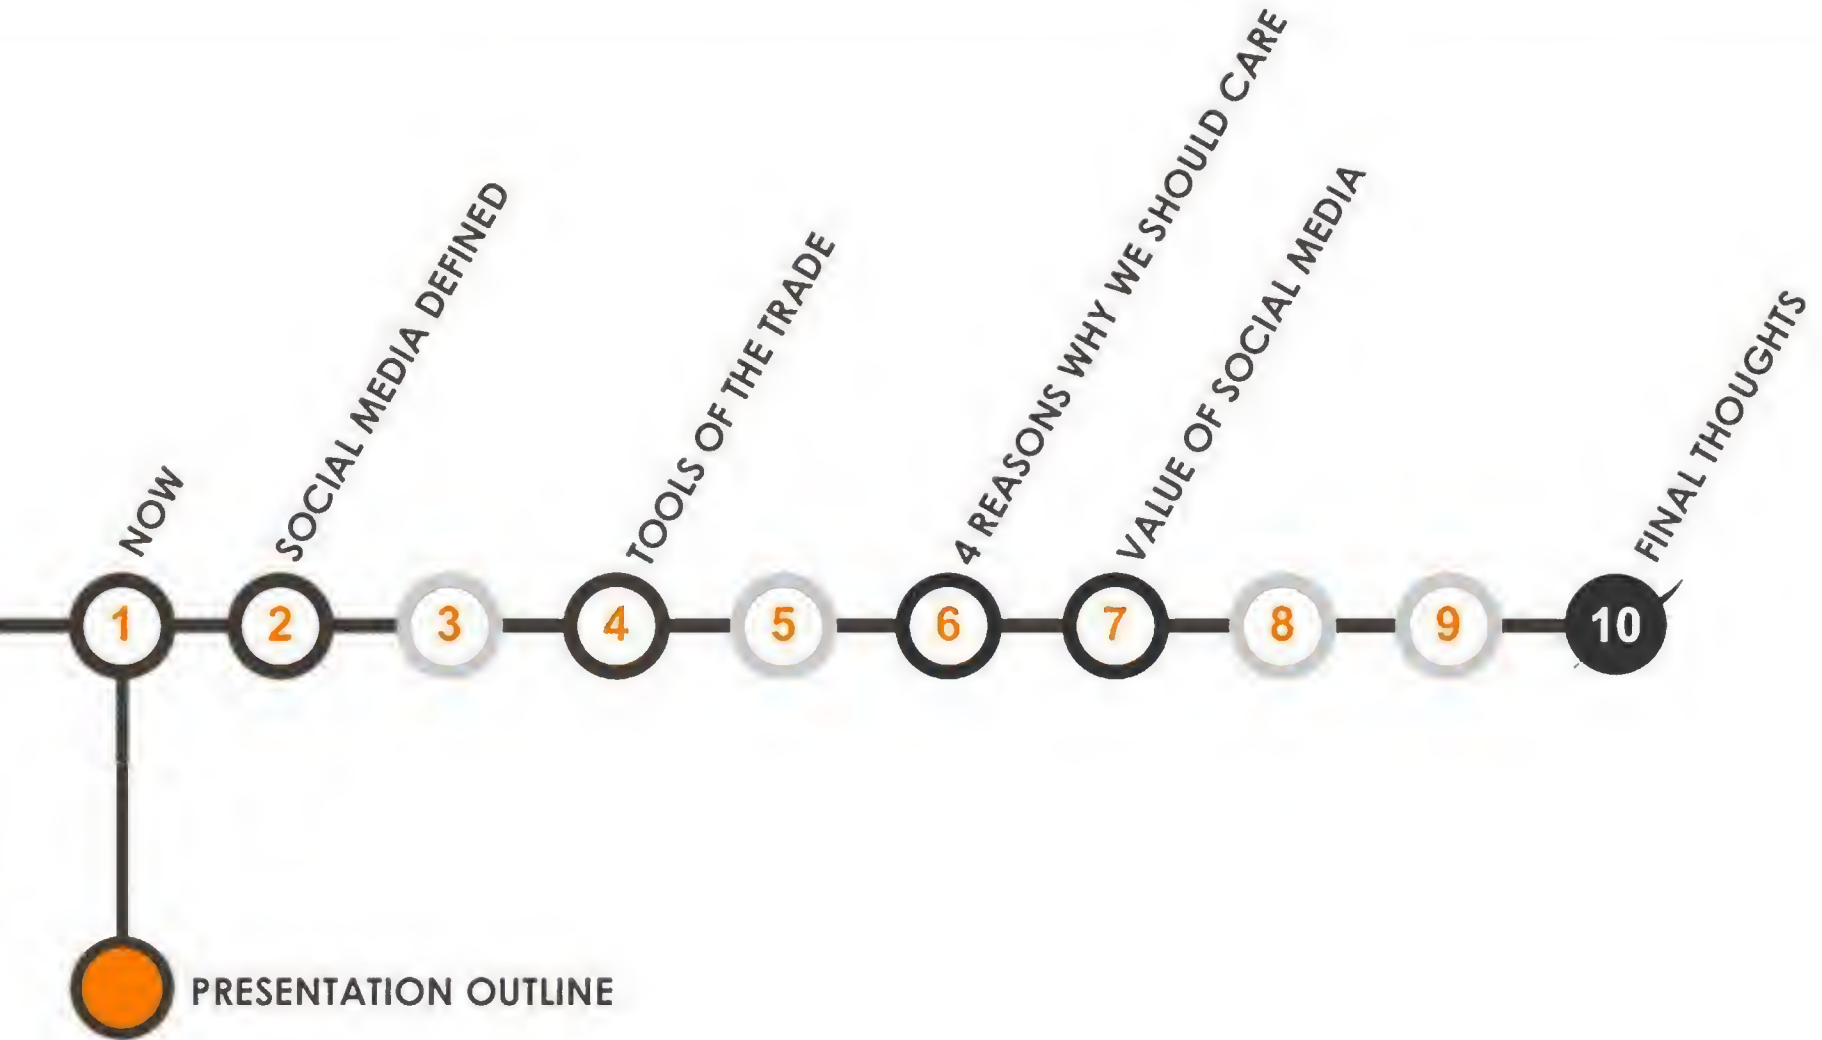 NOW
SOCIAL MEDIA DEFINED
TOOLS OF THE TRADE
4 REASONS WHY WE SHOULD CARE
VALUE OF SOCIAL MEDIA
FINAL THOUGHTS
1
2
3
4
5
6
7
8
9
10
PRESENTATION OUTLINE